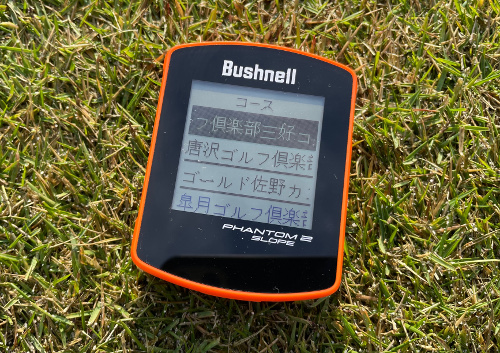 Bushnell
コース
フ倶楽部三好コ
唐沢ゴルフ倶楽
ゴールド佐野カ
皐月ゴルフ倶楽
PHANTOM 2
SLOPE